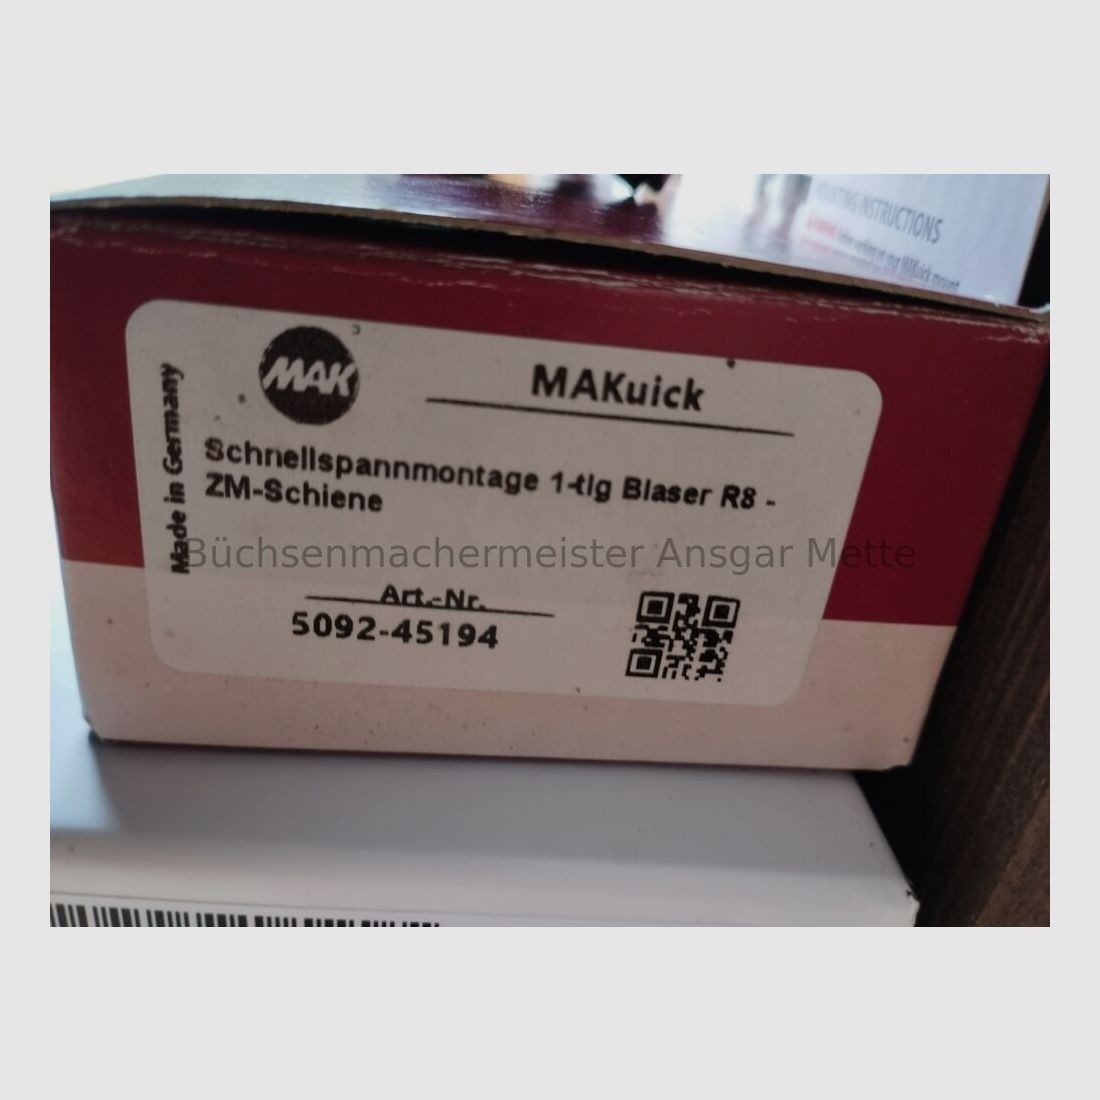 MOUNTING INSTRUCTIONS
MAK
MAKuick
Made in Germany
Schnellspannmontage 1-tlg Blaser R8 -
ZM-Schiene
Büchsenmachermeister Ansgar Mette
Art.-Nr.
5092-45194